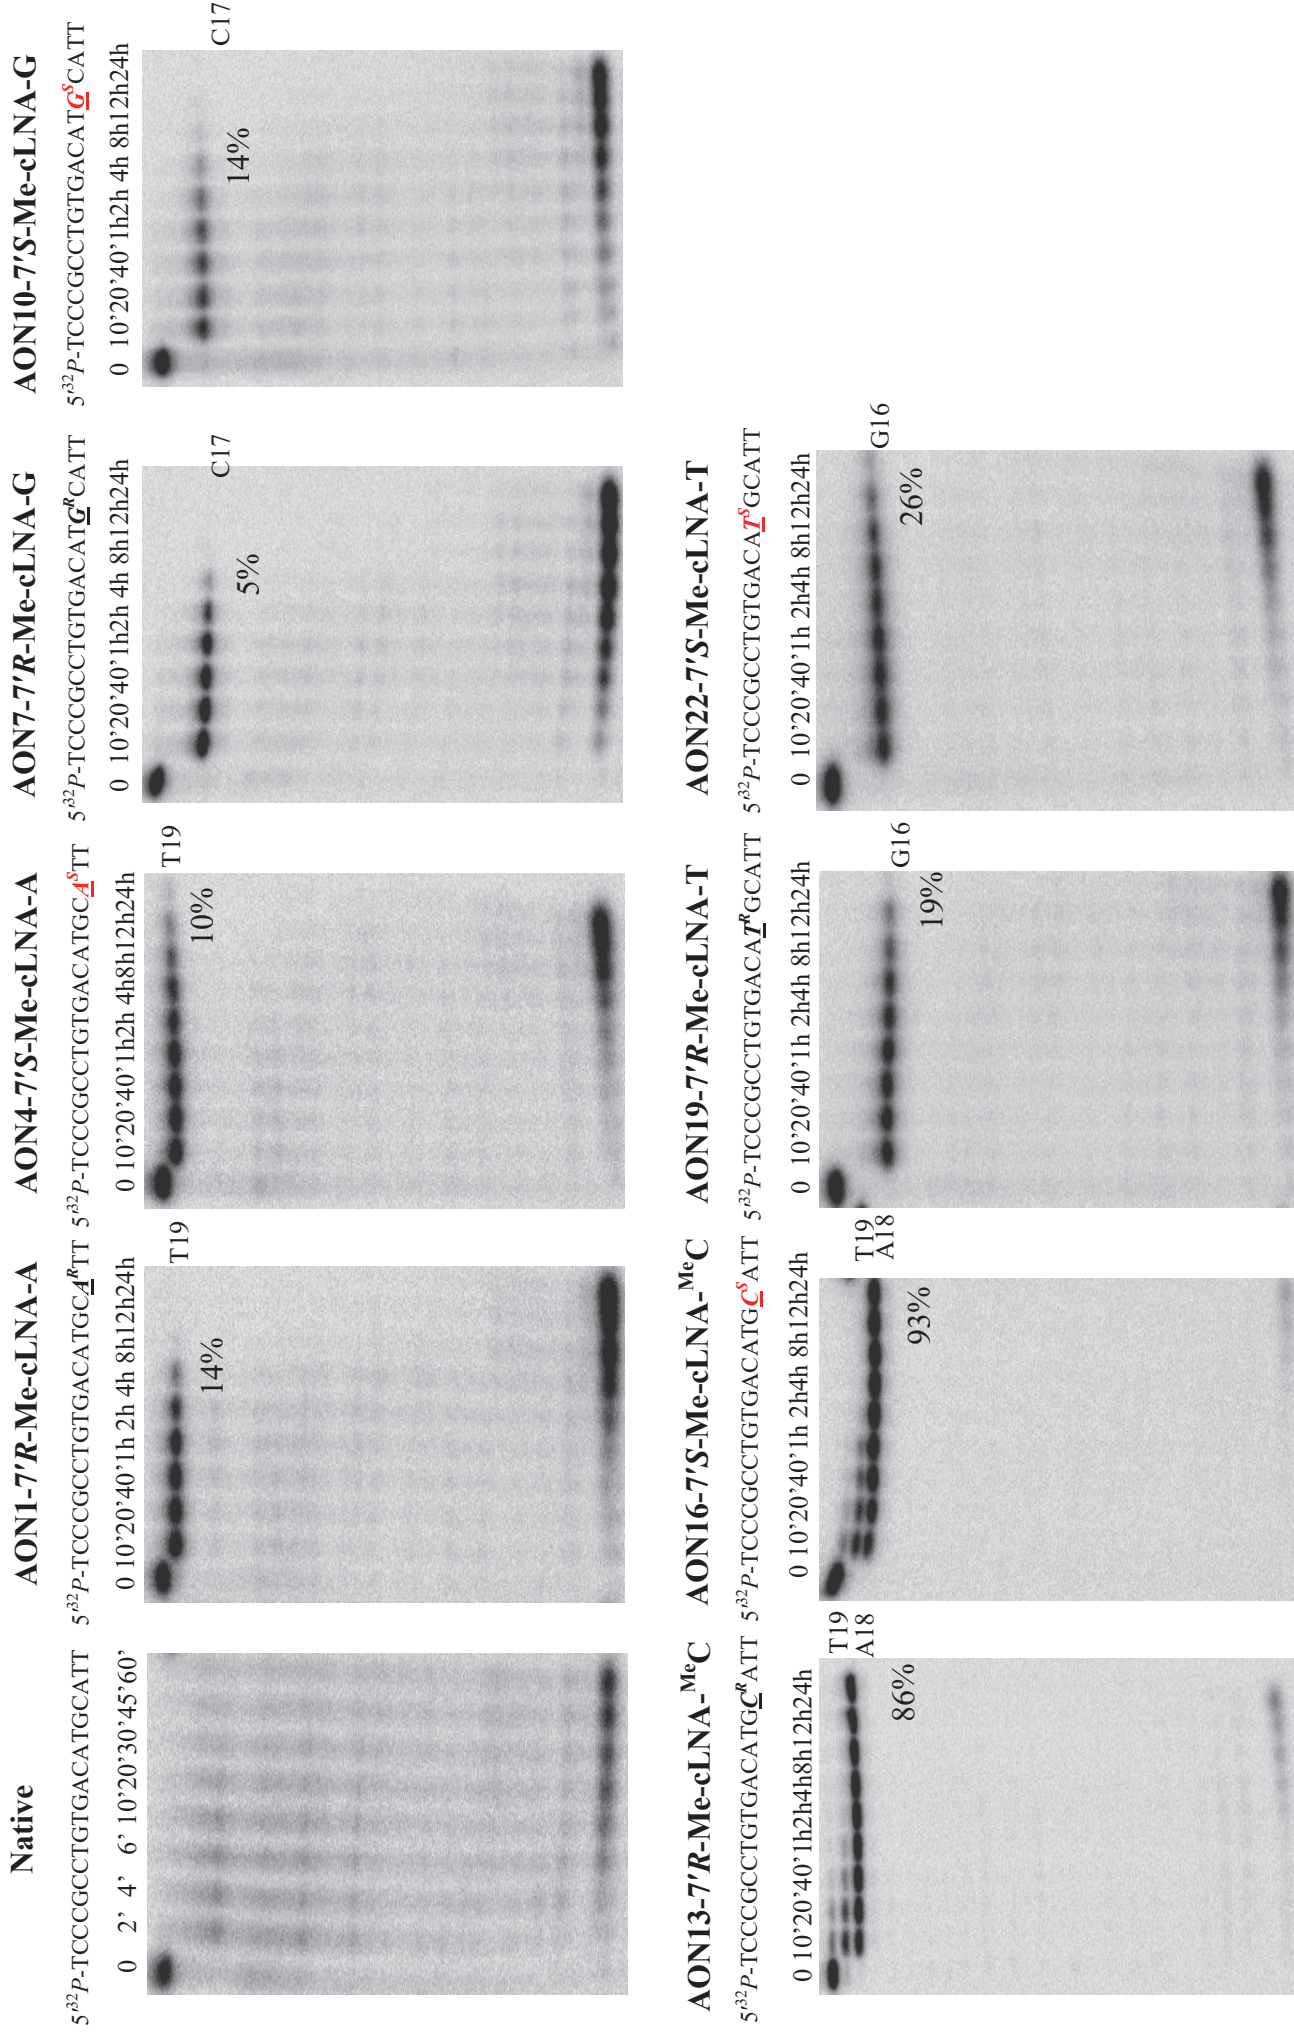 Native
5'³²P-TCCCGCCTGTGACATGCATT
0 2' 4' 6' 10'20'30'45'60'
AON1-7'R-Me-cLNA-A
5'³²P-TCCCGCCTGTGACATGCAᴿTT
0 10'20'40'1h 2h 4h 8h12h24h
T19
14%
AON4-7'S-Me-cLNA-A
5'³²P-TCCCGCCTGTGACATGCAˢTT
0 10'20'40'1h2h 4h8h12h24h
T19
10%
AON7-7'R-Me-cLNA-G
5'³²P-TCCCGCCTGTGACATGᴿCATT
0 10'20'40'1h2h 4h 8h12h24h
C17
5%
AON10-7'S-Me-cLNA-G
5'³²P-TCCCGCCTGTGACATGˢCATT
0 10'20'40'1h2h 4h 8h12h24h
C17
14%
AON13-7'R-Me-cLNA-ᴹᵉC
5'³²P-TCCCGCCTGTGACATGCᴿATT
0 10'20'40'1h2h4h8h12h24h
T19
A18
86%
AON16-7'S-Me-cLNA-ᴹᵉC
5'³²P-TCCCGCCTGTGACATGCˢATT
0 10'20'40'1h 2h4h 8h12h24h
T19
A18
93%
AON19-7'R-Me-cLNA-T
5'³²P-TCCCGCCTGTGACATᴿGCATT
0 10'20'40'1h 2h4h 8h12h24h
G16
19%
AON22-7'S-Me-cLNA-T
5'³²P-TCCCGCCTGTGACATˢGCATT
0 10'20'40'1h 2h4h 8h12h24h
G16
26%